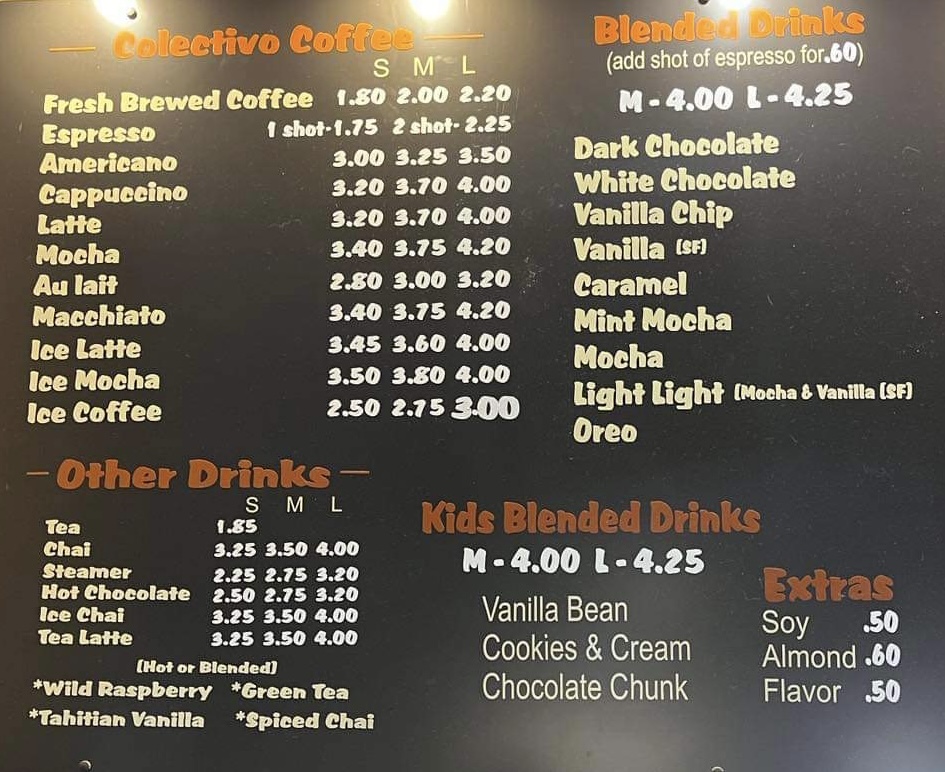 Colectivo Coffee
S M L
Fresh Brewed Coffee 1.80 2.00 2.20
Espresso 1 shot-1.75 2 shot-2.25
Americano 3.00 3.25 3.50
Cappuccino 3.20 3.70 4.00
Latte 3.20 3.70 4.00
Mocha 3.40 3.75 4.20
Au lait 2.80 3.00 3.20
Macchiato 3.40 3.75 4.20
Ice Latte 3.45 3.60 4.00
Ice Mocha 3.50 3.80 4.00
Ice Coffee 2.50 2.75 3.00
Blended Drinks
(add shot of espresso for .60)
M - 4.00 L - 4.25
Dark Chocolate
White Chocolate
Vanilla Chip
Vanilla (SF)
Caramel
Mint Mocha
Mocha
Light Light (Mocha & Vanilla (SF)
Oreo
Other Drinks
S M L
Tea 1.85
Chai 3.25 3.50 4.00
Steamer 2.25 2.75 3.20
Hot Chocolate 2.50 2.75 3.20
Ice Chai 3.25 3.50 4.00
Tea Latte 3.25 3.50 4.00
(Hot or Blended)
*Wild Raspberry *Green Tea
*Tahitian Vanilla *Spiced Chai
Kids Blended Drinks
M - 4.00 L - 4.25
Vanilla Bean
Cookies & Cream
Chocolate Chunk
Extras
Soy .50
Almond .60
Flavor .50